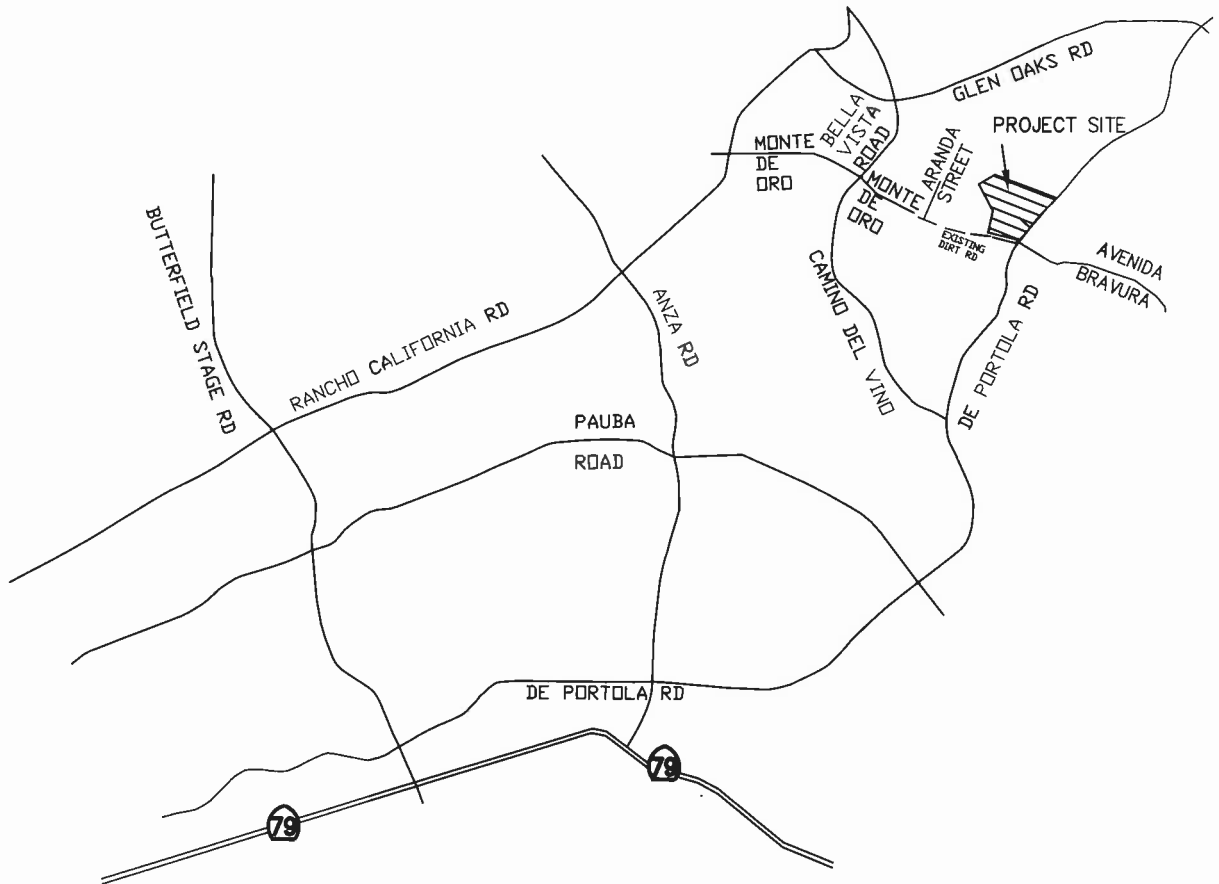 GLEN OAKS RD
PROJECT SITE
BELLA
VISTA
ROAD
MONTE
DE
ORO
ARANDA
STREET
MONTE
DE
ORO
EXISTING
DIRT RD
AVENIDA
BRAVURA
BUTTERFIELD STAGE RD
RANCHO CALIFORNIA RD
ANZA RD
CAMINO DEL VINO
DE PORTOLA RD
PAUBA
ROAD
DE PORTOLA RD
79
79